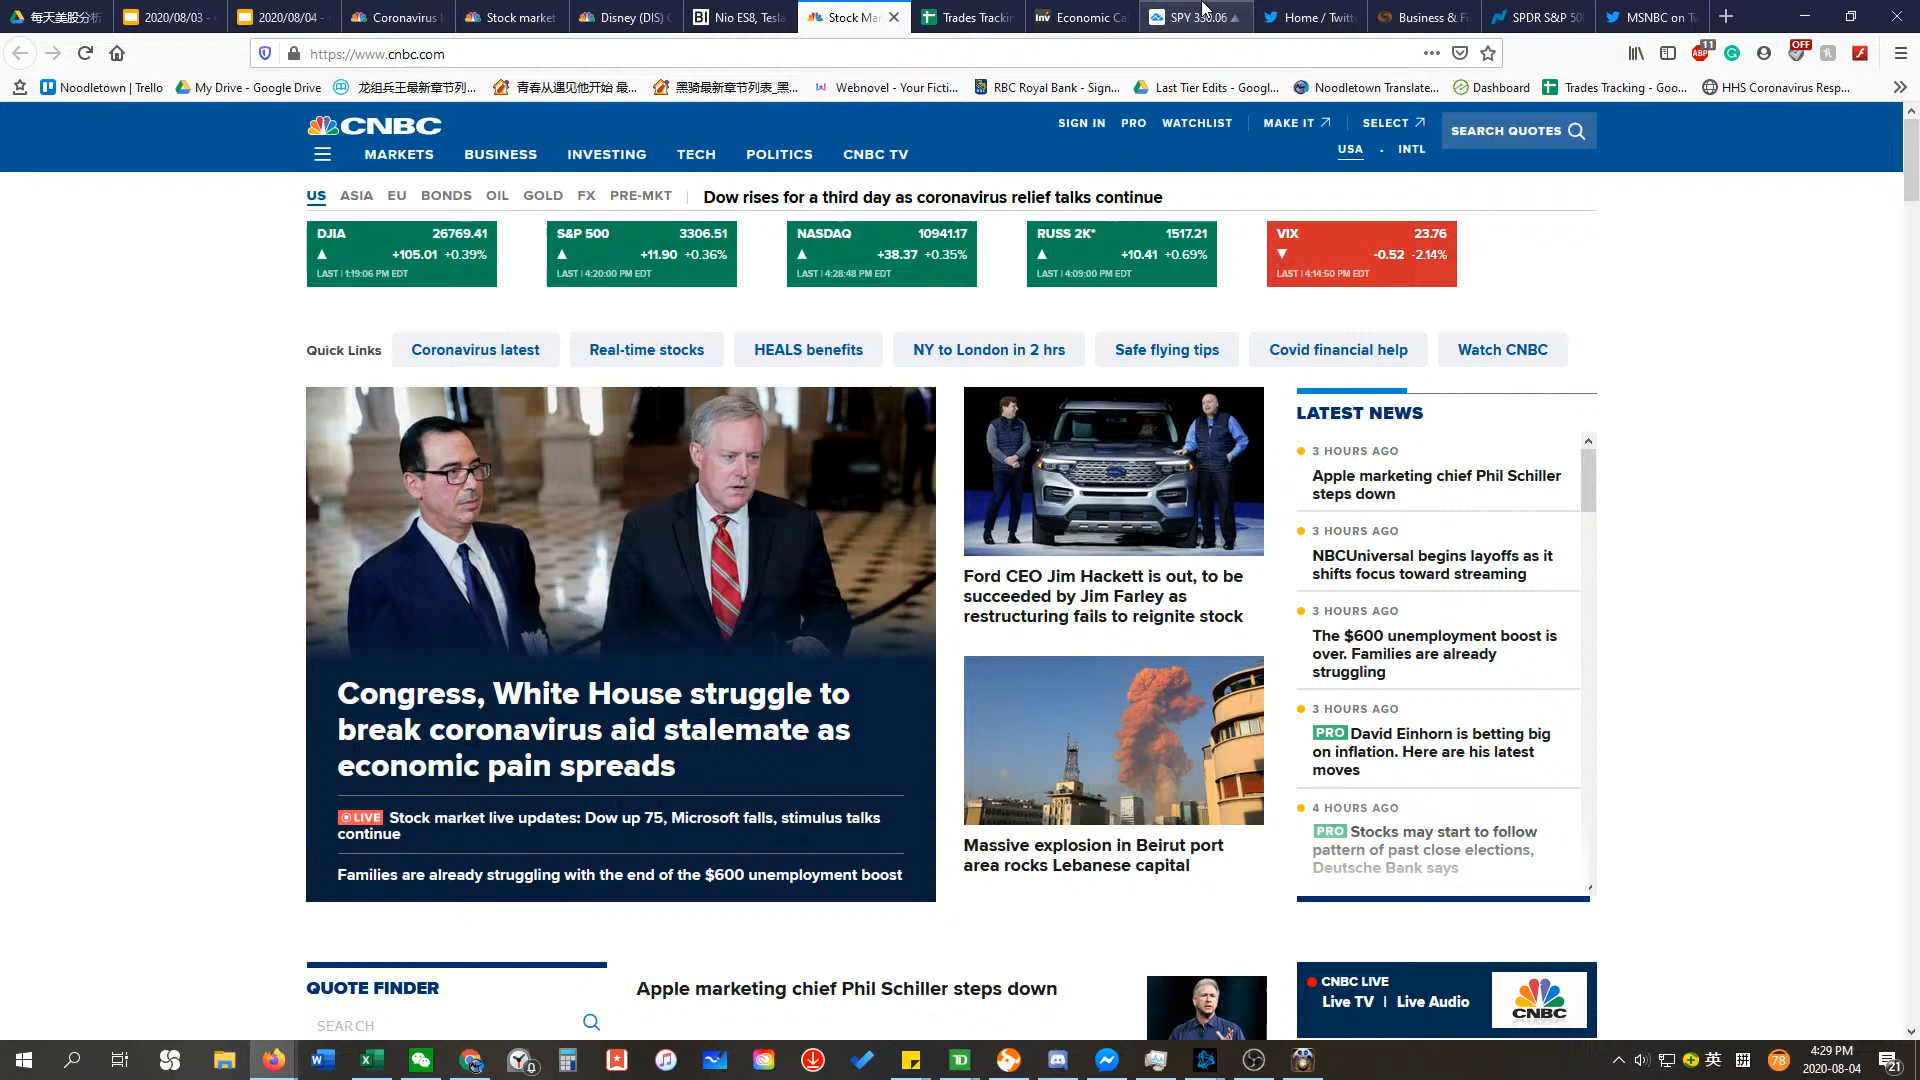 每天美股分析
2020/08/03 -
2020/08/04 -
Coronavirus
Stock market
Disney (DIS)
Nio ES8, Tesla
Stock Mar
Trades Trackin
Economic Ca
SPY 330.06 ▲
Home / Twitt
Business & Fi
SPDR S&P 50
MSNBC on Tw
https://www.cnbc.com
11
OFF
Noodletown | Trello
My Drive - Google Drive
龙组兵王最新章节列...
青春从遇见他开始 最...
黑骑最新章节列表_黑...
Webnovel - Your Ficti...
RBC Royal Bank - Sign...
Last Tier Edits - Googl...
Noodletown Translate...
Dashboard
Trades Tracking - Goo...
HHS Coronavirus Resp...
CNBC
SIGN IN PRO WATCHLIST MAKE IT SELECT
USA · INTL
SEARCH QUOTES
MARKETS BUSINESS INVESTING TECH POLITICS CNBC TV
US ASIA EU BONDS OIL GOLD FX PRE-MKT
Dow rises for a third day as coronavirus relief talks continue
DJIA 26769.41
▲ +105.01 +0.39%
LAST | 1:19:06 PM EDT
S&P 500 3306.51
▲ +11.90 +0.36%
LAST | 4:20:00 PM EDT
NASDAQ 10941.17
▲ +38.37 +0.35%
LAST | 4:28:48 PM EDT
RUSS 2K* 1517.21
▲ +10.41 +0.69%
LAST | 4:09:00 PM EDT
VIX 23.76
▼ -0.52 -2.14%
LAST | 4:14:50 PM EDT
Quick Links
Coronavirus latest
Real-time stocks
HEALS benefits
NY to London in 2 hrs
Safe flying tips
Covid financial help
Watch CNBC
Congress, White House struggle to
break coronavirus aid stalemate as
economic pain spreads
LIVE Stock market live updates: Dow up 75, Microsoft falls, stimulus talks
continue
Families are already struggling with the end of the $600 unemployment boost
Ford CEO Jim Hackett is out, to be
succeeded by Jim Farley as
restructuring fails to reignite stock
Massive explosion in Beirut port
area rocks Lebanese capital
LATEST NEWS
3 HOURS AGO
Apple marketing chief Phil Schiller
steps down
3 HOURS AGO
NBCUniversal begins layoffs as it
shifts focus toward streaming
3 HOURS AGO
The $600 unemployment boost is
over. Families are already
struggling
3 HOURS AGO
PRO David Einhorn is betting big
on inflation. Here are his latest
moves
4 HOURS AGO
PRO Stocks may start to follow
pattern of past close elections,
Deutsche Bank says
QUOTE FINDER
SEARCH
Apple marketing chief Phil Schiller steps down
CNBC LIVE
Live TV | Live Audio
CNBC
英
拼
78
4:29 PM
2020-08-04
21